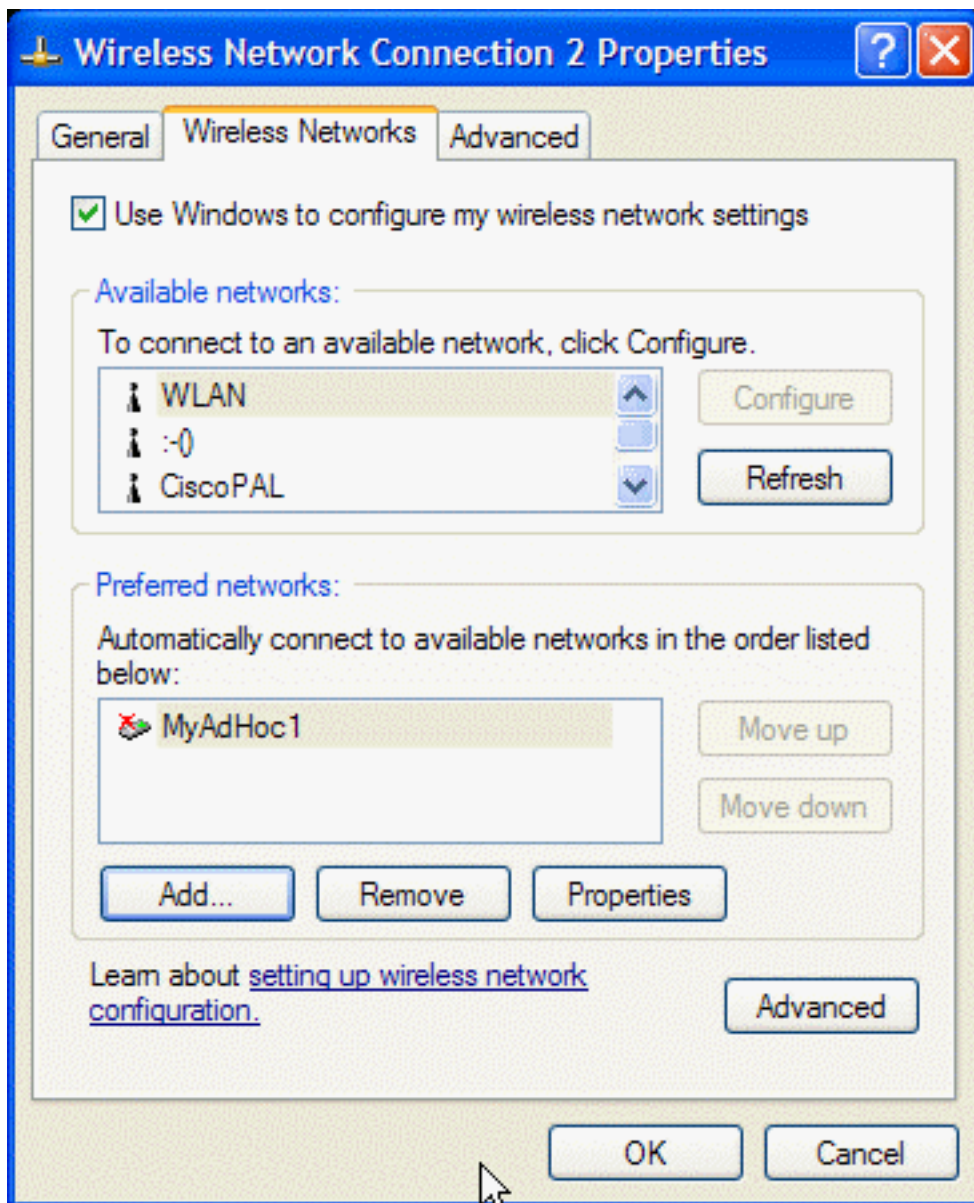 Wireless Network Connection 2 Properties
General Wireless Networks Advanced
Use Windows to configure my wireless network settings
Available networks:
To connect to an available network, click Configure.
WLAN
:-()
CiscoPAL
Configure
Refresh
Preferred networks:
Automatically connect to available networks in the order listed
below:
MyAdHoc1
Move up
Move down
Add... Remove Properties
Learn about setting up wireless network
configuration.
Advanced
OK Cancel